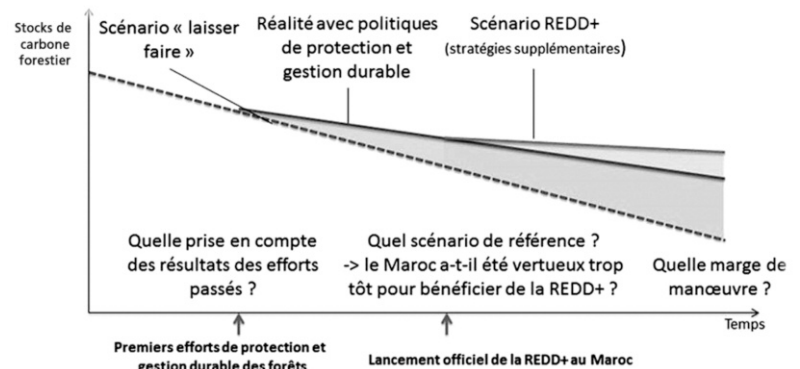 Stocks de
carbone
forestier
Scénario « laisser
faire »
Réalité avec politiques
de protection et
gestion durable
Scénario REDD+
(stratégies supplémentaires)
Quelle prise en compte
des résultats des efforts
passés ?
Quel scénario de référence ?
-> le Maroc a-t-il été vertueux trop
tôt pour bénéficier de la REDD+ ?
Quelle marge de
manœuvre ?
Temps
Premiers efforts de protection et
gestion durable des forêts
Lancement officiel de la REDD+ au Maroc